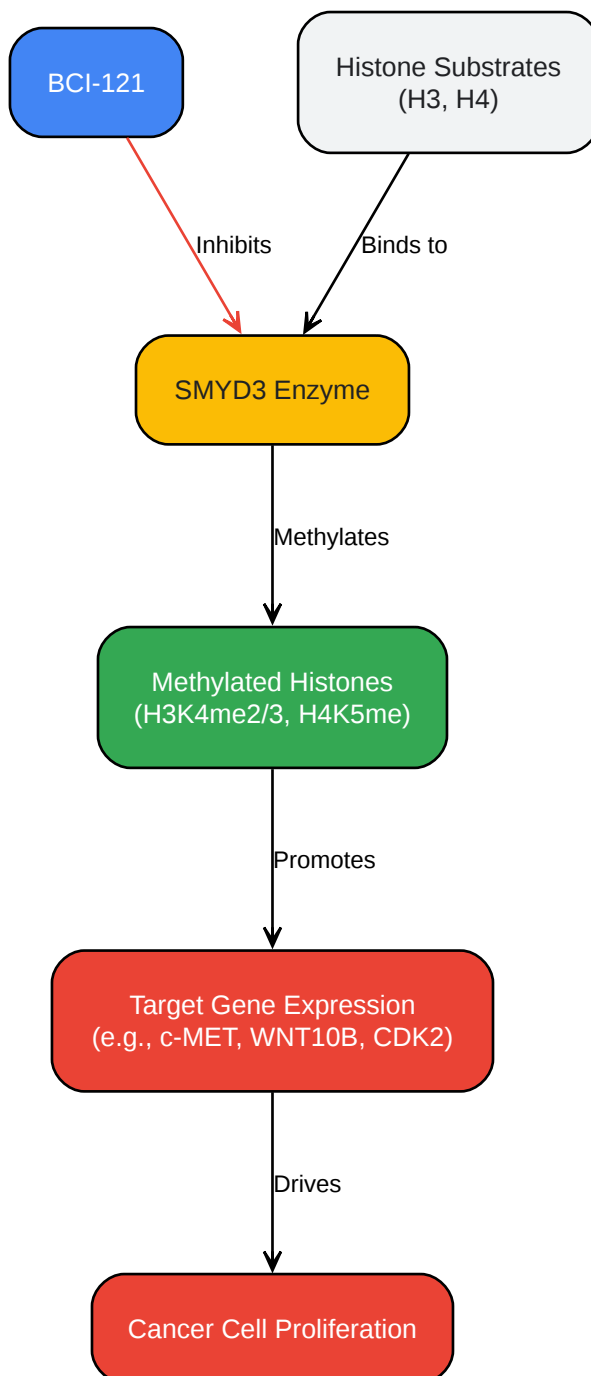 BCI-121
Histone Substrates
(H3, H4)
Inhibits
Binds to
SMYD3 Enzyme
Methylates
Methylated Histones
(H3K4me2/3, H4K5me)
Promotes
Target Gene Expression
(e.g., c-MET, WNT10B, CDK2)
Drives
Cancer Cell Proliferation